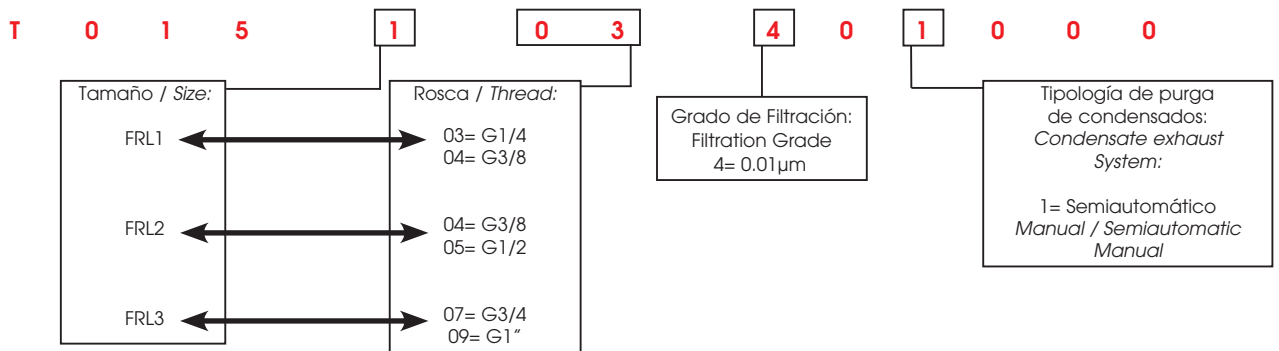 T 0 1 5 1 0 3 4 0 1 0 0 0
Tamaño / Size:
FRL1
FRL2
FRL3
Rosca / Thread:
03= G1/4
04= G3/8
04= G3/8
05= G1/2
07= G3/4
09= G1"
Grado de Filtración:
Filtration Grade
4= 0.01µm
Tipología de purga
de condensados:
Condensate exhaust
System:
1= Semiautomático
Manual / Semiautomatic
Manual